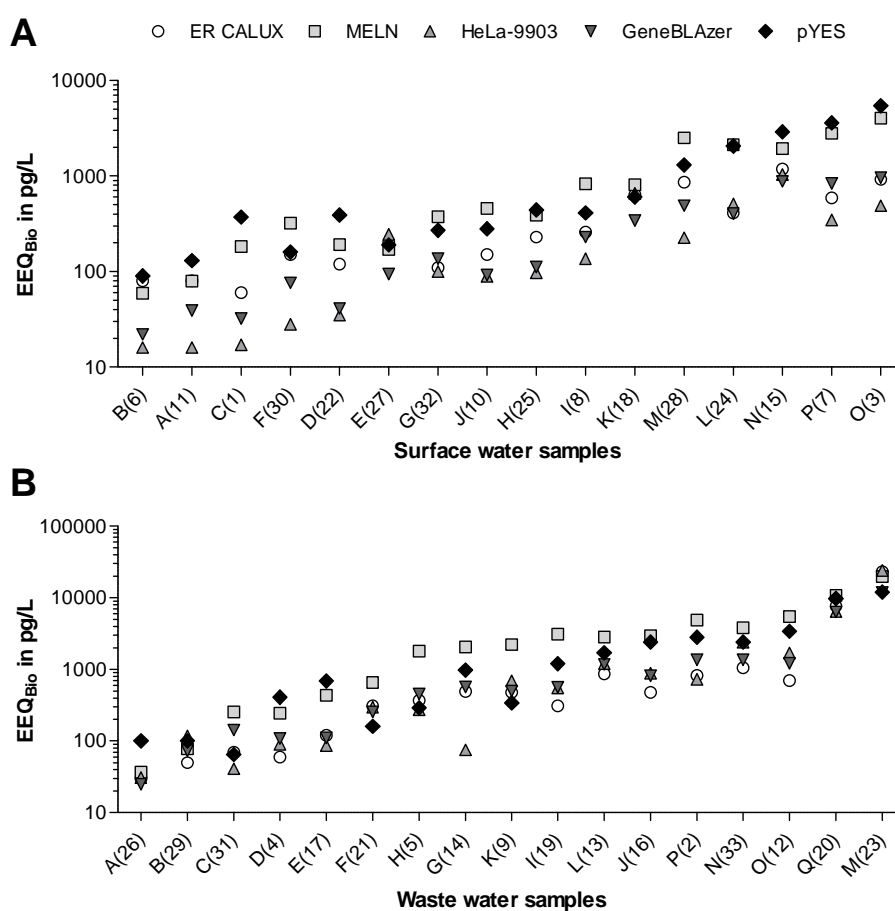 A
ER CALUX MELN HeLa-9903 GeneBLAzer pYES
10000
1000
100
10
EEQBio in pg/L
B(6) A(11) C(1) F(30) D(22) E(27) G(32) J(10) H(25) I(8) K(18) M(28) L(24) N(15) P(7) O(3)
Surface water samples
B
100000
10000
1000
100
10
EEQBio in pg/L
A(26) B(29) C(31) D(4) E(17) F(21) H(5) G(14) K(9) I(19) L(13) J(16) P(2) N(33) O(12) Q(20) M(23)
Waste water samples